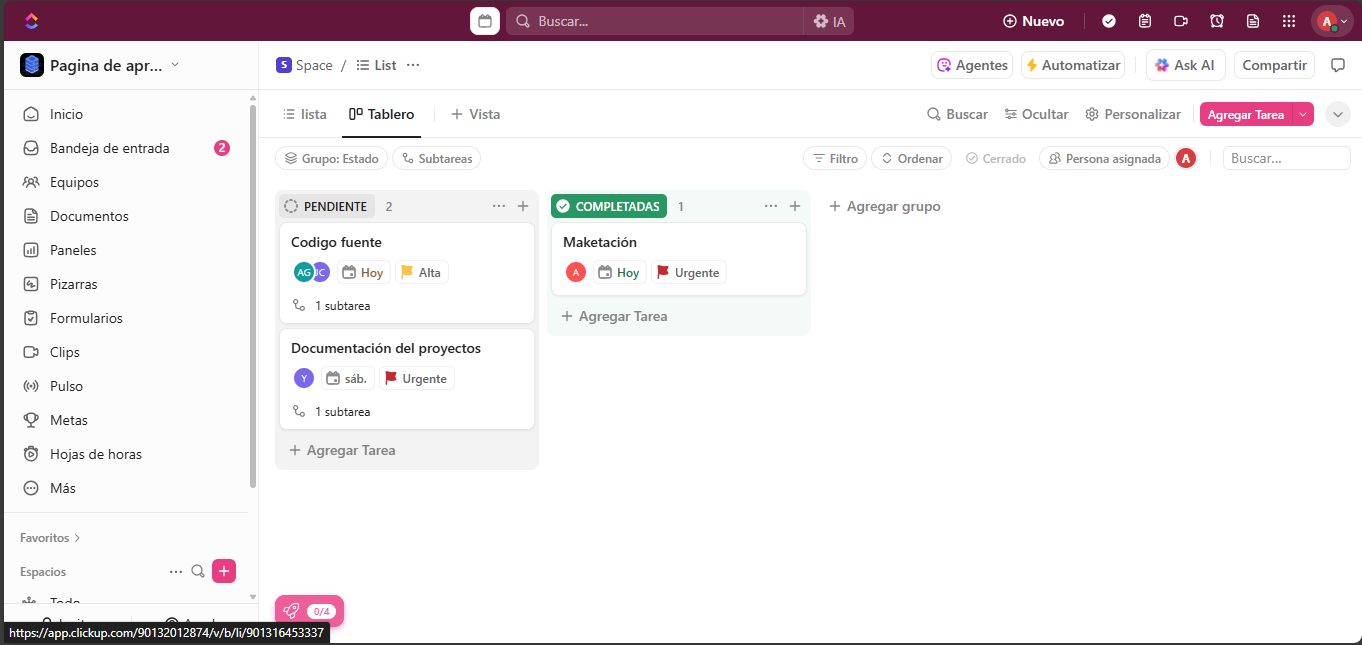 Buscar... IA Nuevo A
Pagina de apr... S Space / List ... Agentes Automatizar Ask AI Compartir
lista Tablero + Vista Buscar Ocultar Personalizar Agregar Tarea
Grupo: Estado Subtareas Filtro Ordenar Cerrado Persona asignada A Buscar...
Inicio
Bandeja de entrada 2
Equipos
Documentos
Paneles
Pizarras
Formularios
Clips
Pulso
Metas
Hojas de horas
Más
Favoritos >
Espacios ... +
Todo
PENDIENTE 2 ... +
Codigo fuente
AG JC Hoy Alta
1 subtarea
Documentación del proyectos
Y sáb. Urgente
1 subtarea
+ Agregar Tarea
COMPLETADAS 1 ... +
Maketación
A Hoy Urgente
+ Agregar Tarea
+ Agregar grupo
0/4
https://app.clickup.com/90132012874/v/b/li/901316453337